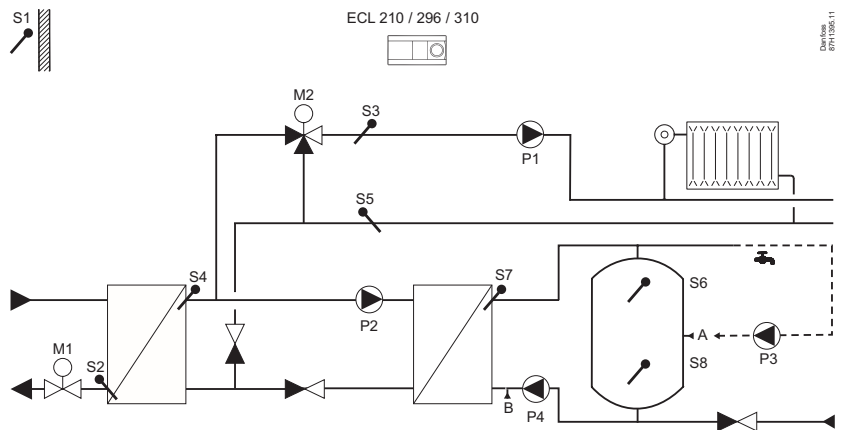 S1
ECL 210 / 296 / 310
Danfoss
87H1395.11
M2
S3
P1
S5
S4
S7
S6
P2
A
P3
M1
S2
S8
B
P4